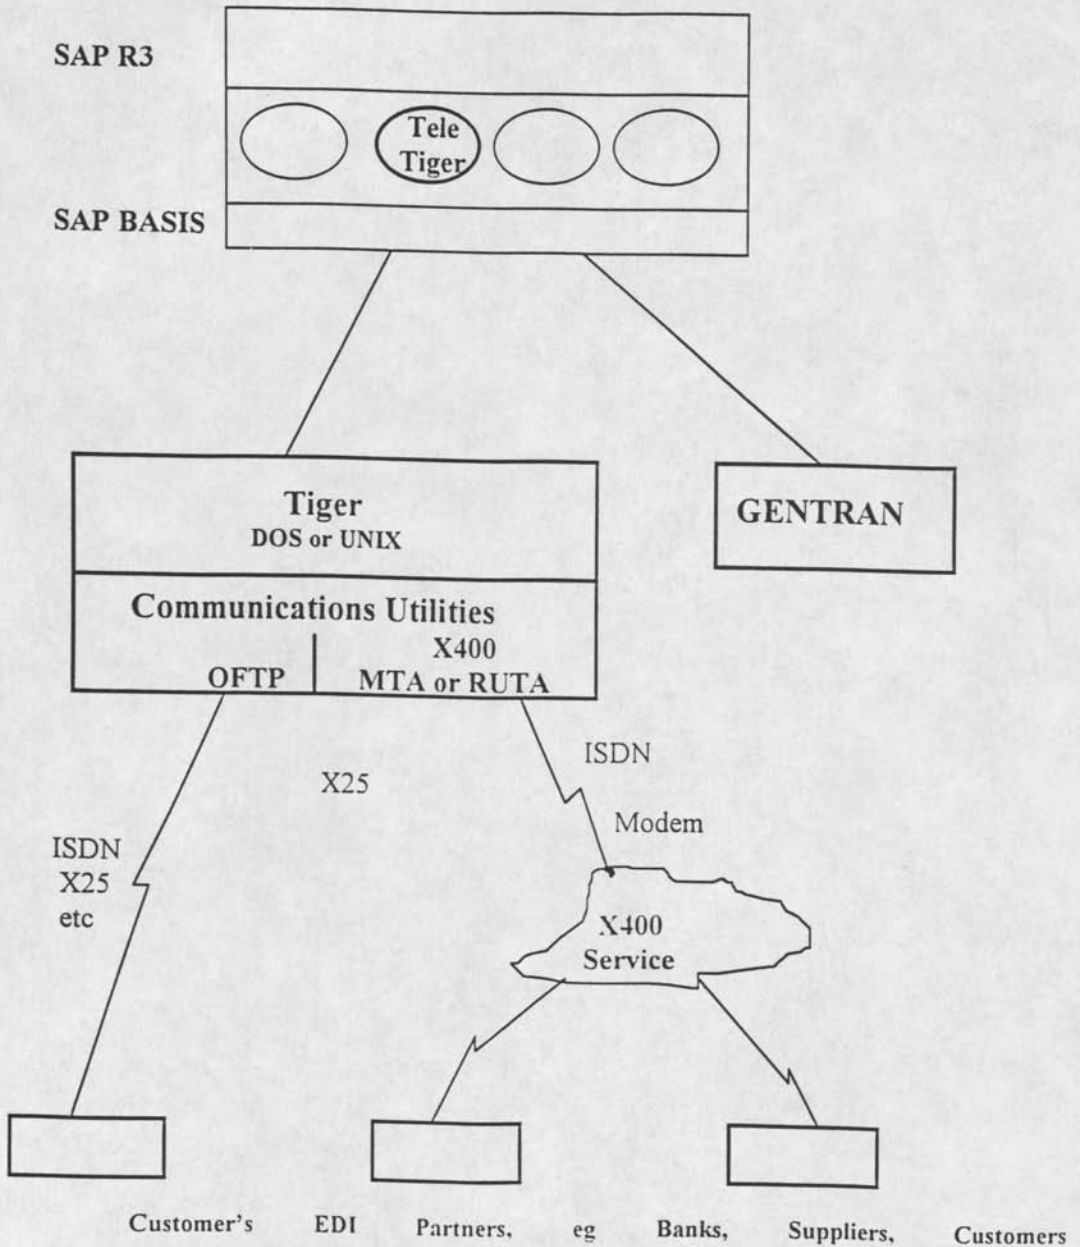 SAP R3
Tele
Tiger
SAP BASIS
Tiger
DOS or UNIX
GENTRAN
Communications Utilities
X400
OFTP
MTA or RUTA
ISDN
X25
Modem
ISDN
X25
etc
X400
Service
Customer's EDI Partners, eg Banks, Suppliers, Customers